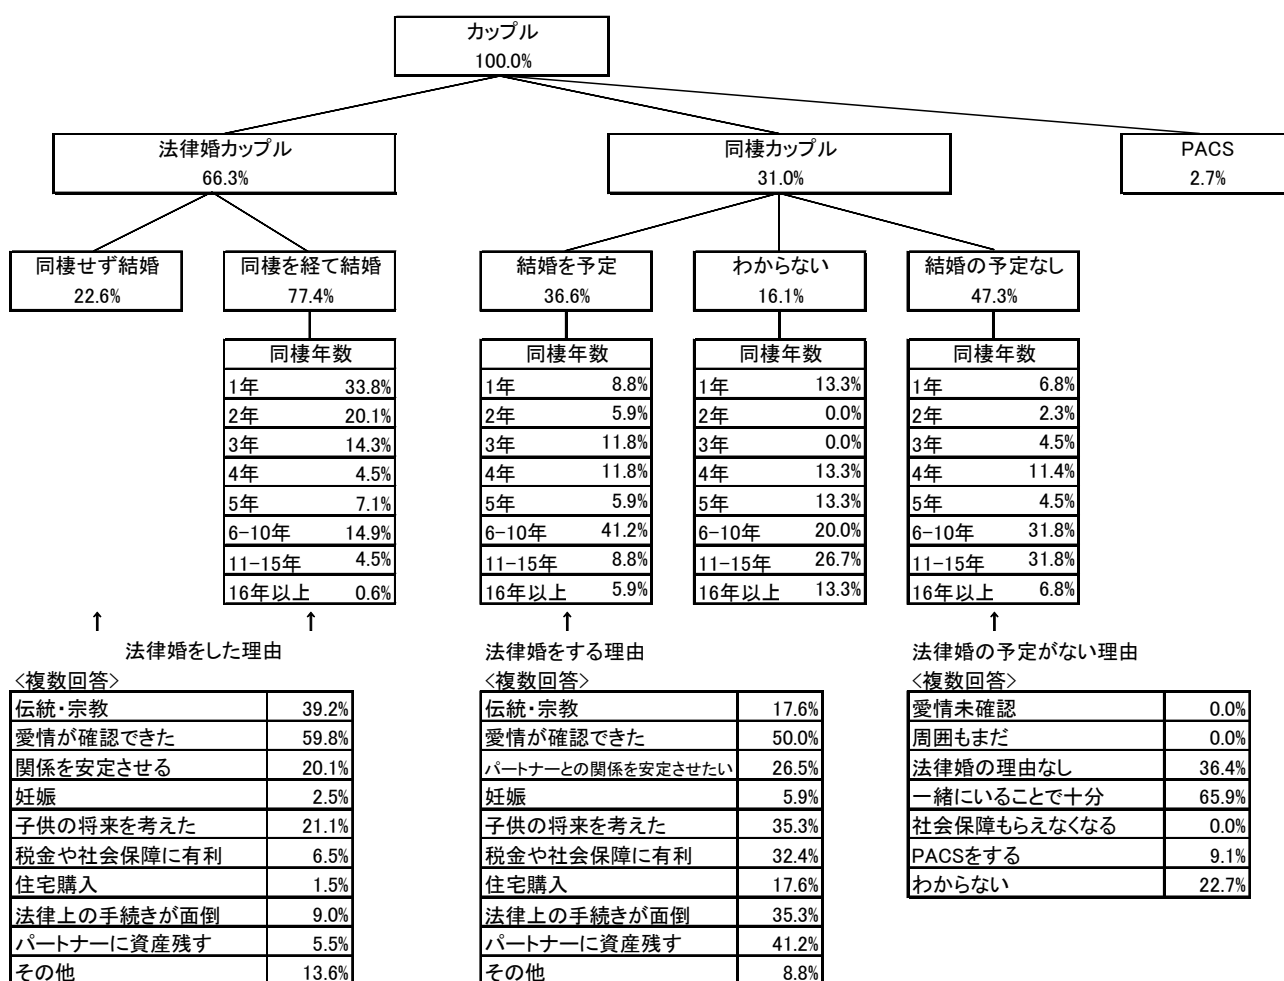 カップル
100.0%
法律婚カップル
66.3%
同棲カップル
31.0%
PACS
2.7%
同棲せず結婚
22.6%
同棲を経て結婚
77.4%
結婚を予定
36.6%
わからない
16.1%
結婚の予定なし
47.3%
同棲年数
1年 33.8%
2年 20.1%
3年 14.3%
4年 4.5%
5年 7.1%
6-10年 14.9%
11-15年 4.5%
16年以上 0.6%
同棲年数
1年 8.8%
2年 5.9%
3年 11.8%
4年 11.8%
5年 5.9%
6-10年 41.2%
11-15年 8.8%
16年以上 5.9%
同棲年数
1年 13.3%
2年 0.0%
3年 0.0%
4年 13.3%
5年 13.3%
6-10年 20.0%
11-15年 26.7%
16年以上 13.3%
同棲年数
1年 6.8%
2年 2.3%
3年 4.5%
4年 11.4%
5年 4.5%
6-10年 31.8%
11-15年 31.8%
16年以上 6.8%
↑ ↑
法律婚をした理由
<複数回答>
伝統・宗教 39.2%
愛情が確認できた 59.8%
関係を安定させる 20.1%
妊娠 2.5%
子供の将来を考えた 21.1%
税金や社会保障に有利 6.5%
住宅購入 1.5%
法律上の手続きが面倒 9.0%
パートナーに資産残す 5.5%
その他 13.6%
↑
法律婚をする理由
<複数回答>
伝統・宗教 17.6%
愛情が確認できた 50.0%
パートナーとの関係を安定させたい 26.5%
妊娠 5.9%
子供の将来を考えた 35.3%
税金や社会保障に有利 32.4%
住宅購入 17.6%
法律上の手続きが面倒 35.3%
パートナーに資産残す 41.2%
その他 8.8%
↑
法律婚の予定がない理由
<複数回答>
愛情未確認 0.0%
周囲もまだ 0.0%
法律婚の理由なし 36.4%
一緒にいることで十分 65.9%
社会保障もらえなくなる 0.0%
PACSをする 9.1%
わからない 22.7%